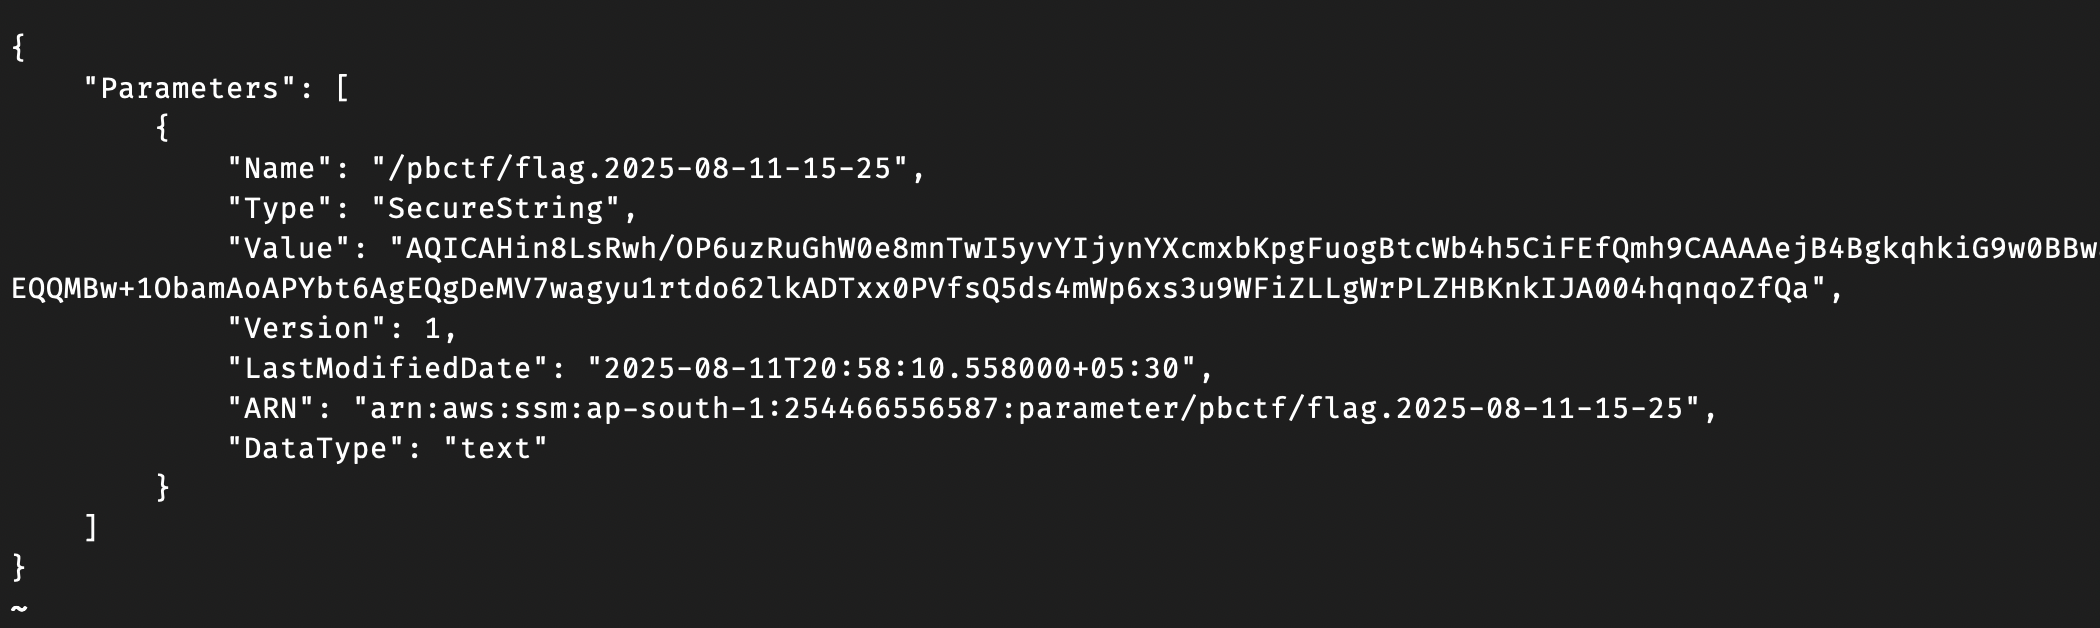 {
    "Parameters": [
        {
            "Name": "/pbctf/flag.2025-08-11-15-25",
            "Type": "SecureString",
            "Value": "AQICAHin8LsRwh/OP6uzRuGhW0e8mnTwI5yvYIjynYXcmxbKpgFuogBtcWb4h5CiFEfQmh9CAAAAejB4BgkqhkiG9w0BBw
EQQMBw+1ObamAoAPYbt6AgEQgDeMV7wagyu1rtdo62lkADTxx0PVfsQ5ds4mWp6xs3u9WFiZLLgWrPLZHBKnkIJA004hqnqoZfQa",
            "Version": 1,
            "LastModifiedDate": "2025-08-11T20:58:10.558000+05:30",
            "ARN": "arn:aws:ssm:ap-south-1:254466556587:parameter/pbctf/flag.2025-08-11-15-25",
            "DataType": "text"
        }
    ]
}
~